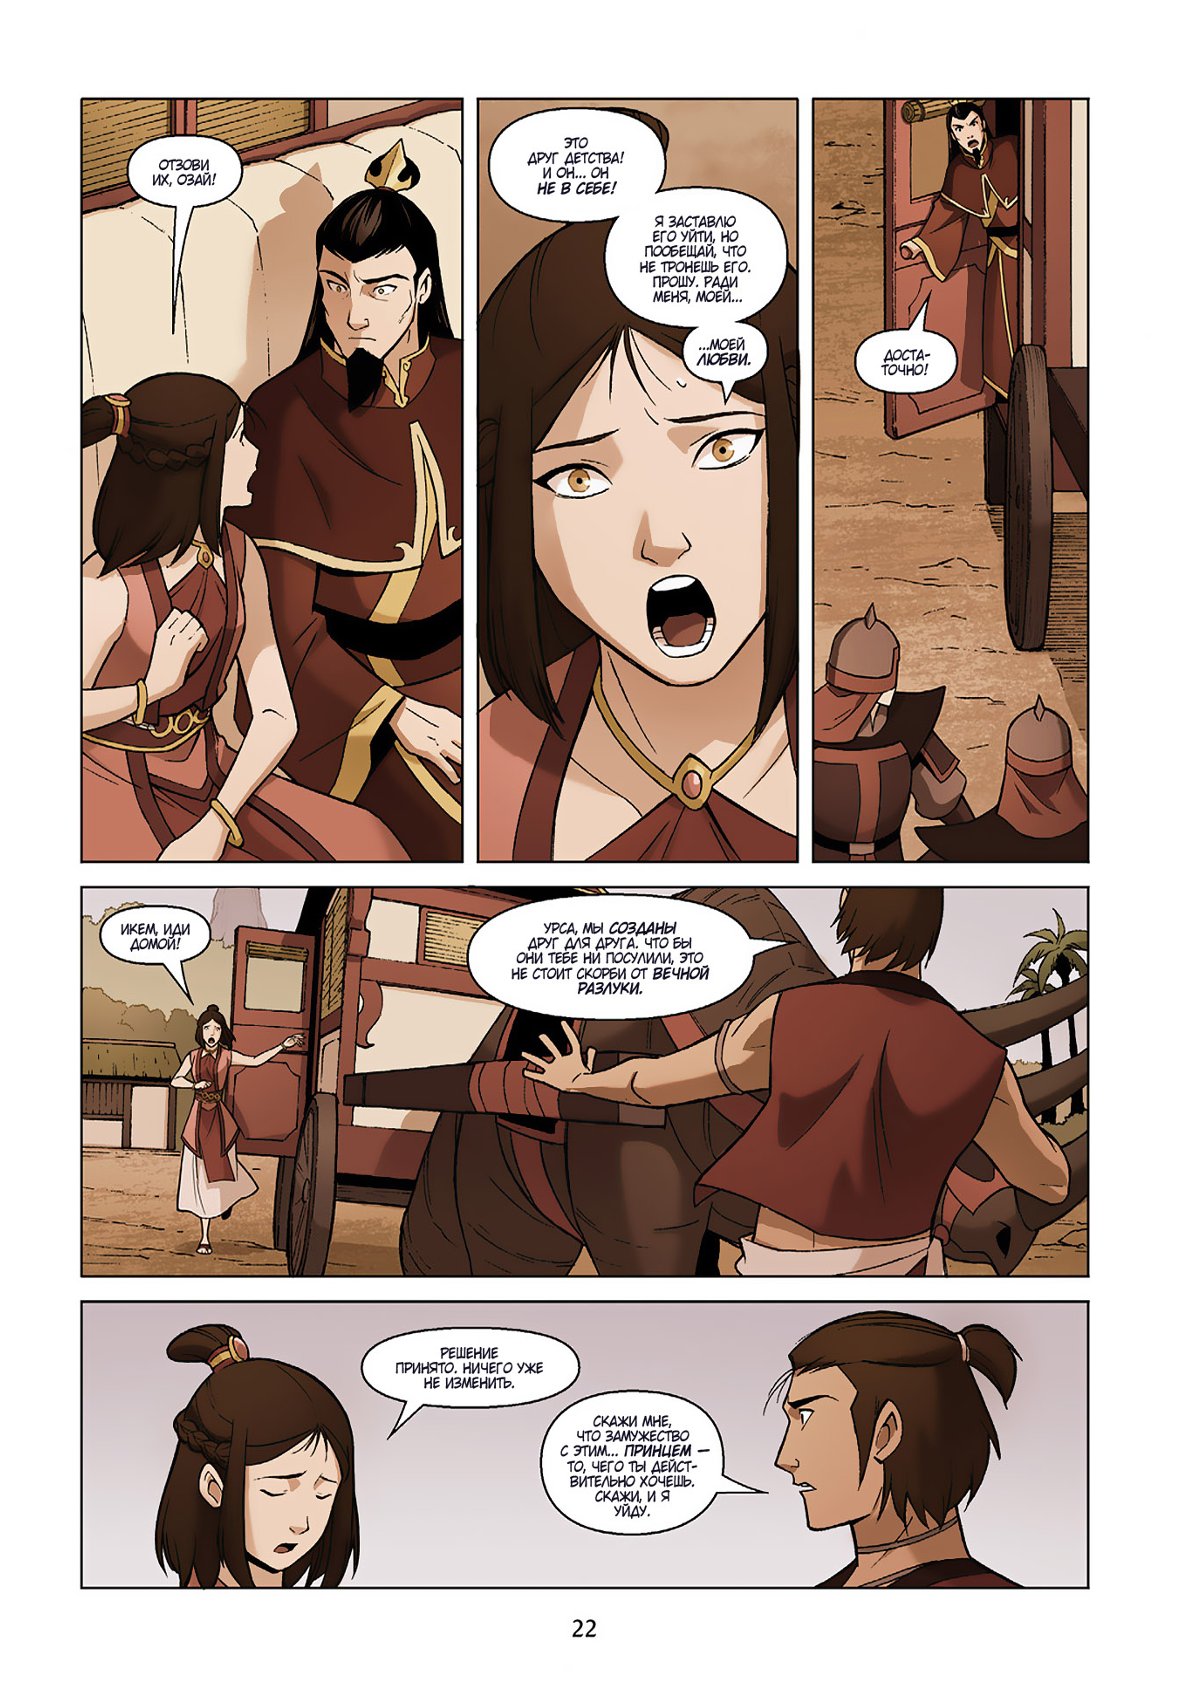 ОТЗОВИ
ИХ, ОЗАЙ!
ЭТО
ДРУГ ДЕТСТВА!
И ОН... ОН
НЕ В СЕБЕ!
Я ЗАСТАВЛЮ
ЕГО УЙТИ, НО
ПООБЕЩАЙ, ЧТО
НЕ ТРОНЕШЬ ЕГО.
ПРОШУ. РАДИ
МЕНЯ, МОЕЙ...
...МОЕЙ
ЛЮБВИ.
ДОСТА-
ТОЧНО!
ИКЕМ, ИДИ
ДОМОЙ!
УРСА, МЫ СОЗДАНЫ
ДРУГ ДЛЯ ДРУГА. ЧТО БЫ
ОНИ ТЕБЕ НИ ПОСУЛИЛИ, ЭТО
НЕ СТОИТ СКОРБИ ОТ ВЕЧНОЙ
РАЗЛУКИ.
РЕШЕНИЕ
ПРИНЯТО. НИЧЕГО УЖЕ
НЕ ИЗМЕНИТЬ.
СКАЖИ МНЕ,
ЧТО ЗАМУЖЕСТВО
С ЭТИМ... ПРИНЦЕМ —
ТО, ЧЕГО ТЫ ДЕЙСТ-
ВИТЕЛЬНО ХОЧЕШЬ.
СКАЖИ, И Я
УЙДУ.
22